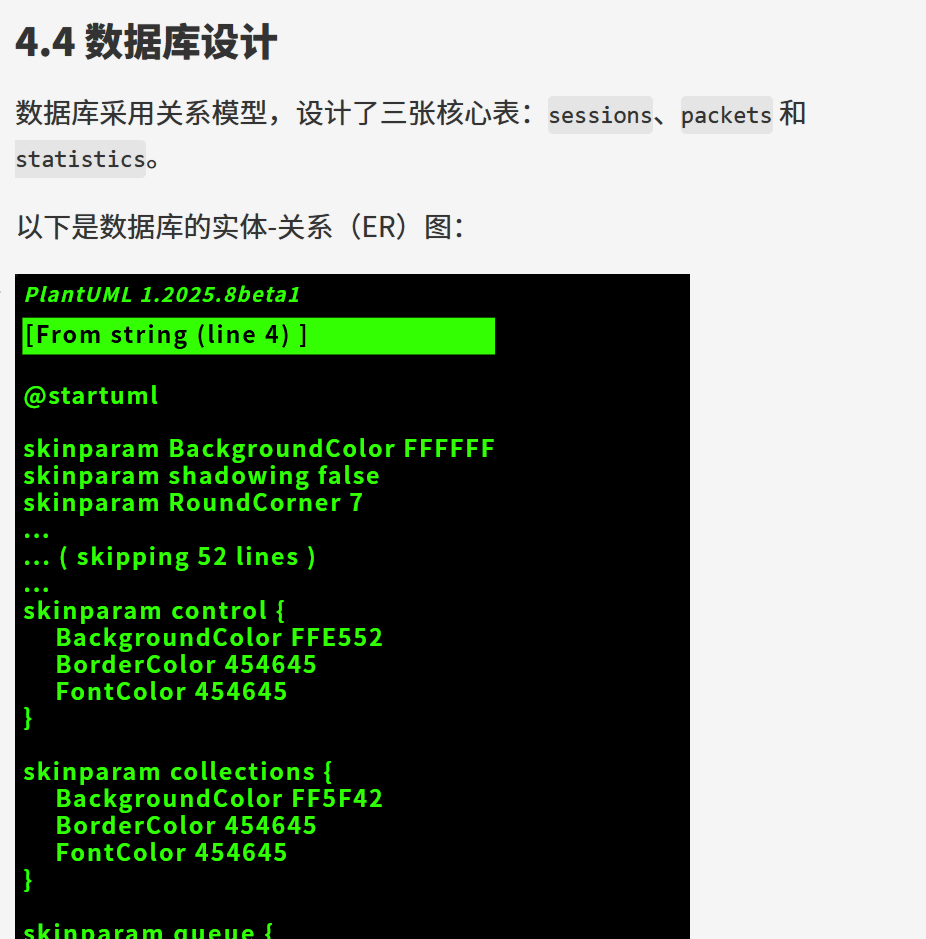 4.4 数据库设计
数据库采用关系模型，设计了三张核心表：sessions、packets 和
statistics。
以下是数据库的实体-关系（ER）图：
PlantUML 1.2025.8beta1
[From string (line 4) ]
@startuml
skinparam BackgroundColor FFFFFF
skinparam shadowing false
skinparam RoundCorner 7
...
... ( skipping 52 lines )
...
skinparam control {
    BackgroundColor FFE552
    BorderColor 454645
    FontColor 454645
}
skinparam collections {
    BackgroundColor FF5F42
    BorderColor 454645
    FontColor 454645
}
skinparam queue {